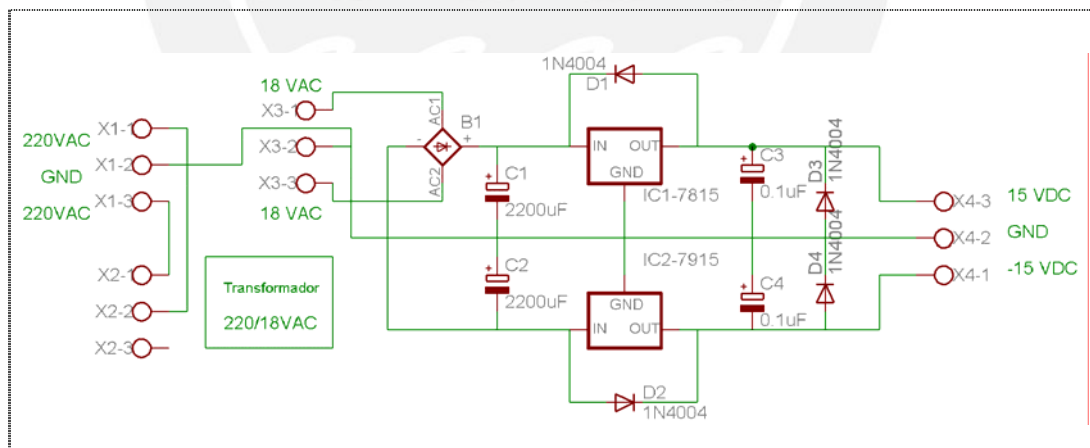 220VAC
GND
220VAC
X1-1
X1-2
X1-3
X2-1
X2-2
X2-3
Transformador
220/18VAC
18 VAC
X3-1
X3-2
X3-3
18 VAC
AC1
AC2
B1
-
+
C1
+
2200uF
C2
+
2200uF
1N4004
D1
IN
OUT
GND
IC1-7815
IC2-7915
GND
IN
OUT
D2
1N4004
C3
+
0.1uF
C4
+
0.1uF
D3
1N4004
D4
1N4004
X4-3
15 VDC
X4-2
GND
X4-1
-15 VDC